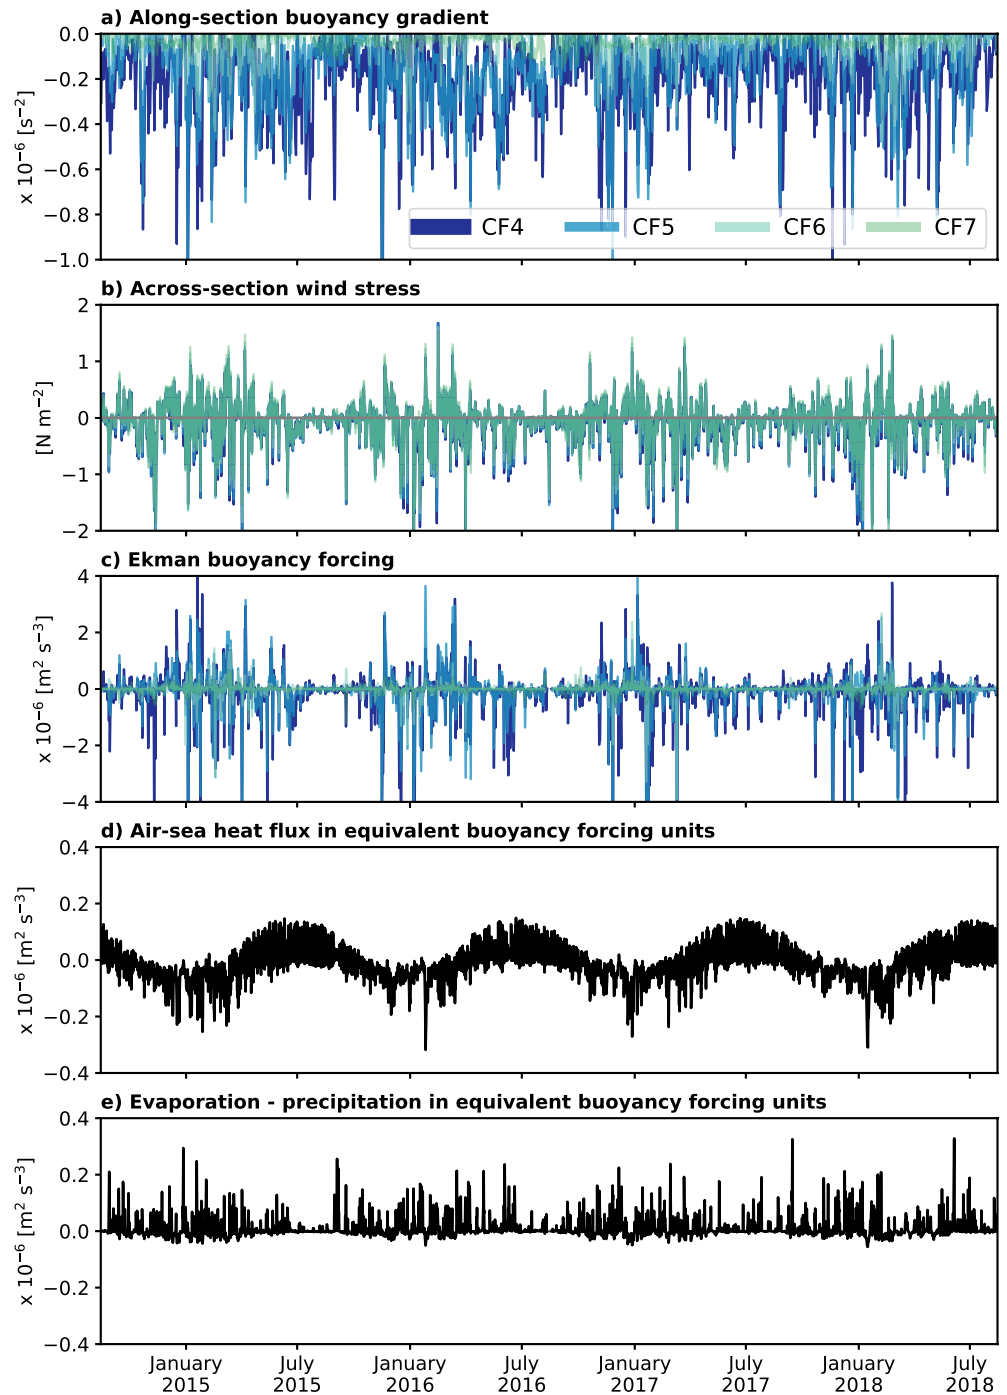 a) Along-section buoyancy gradient
0.0
−0.2
−0.4
−0.6
−0.8
−1.0
x 10⁻⁶ [s⁻²]
CF4 CF5 CF6 CF7
b) Across-section wind stress
2
1
0
−1
−2
[N m⁻²]
c) Ekman buoyancy forcing
4
2
0
−2
−4
x 10⁻⁶ [m² s⁻³]
d) Air-sea heat flux in equivalent buoyancy forcing units
0.4
0.2
0.0
−0.2
−0.4
x 10⁻⁶ [m² s⁻³]
e) Evaporation - precipitation in equivalent buoyancy forcing units
0.4
0.2
0.0
−0.2
−0.4
x 10⁻⁶ [m² s⁻³]
January July January July January July January July
2015 2015 2016 2016 2017 2017 2018 2018